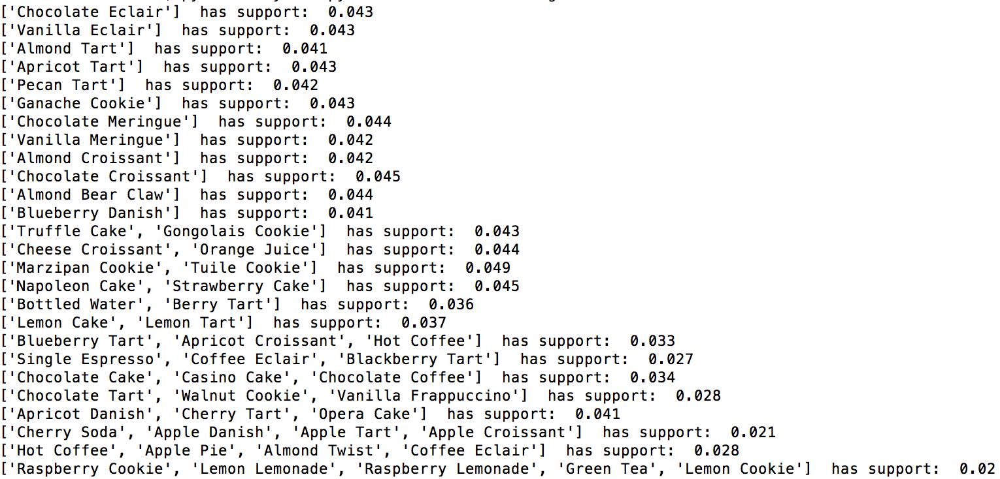 ['Chocolate Eclair']  has support:  0.043
['Vanilla Eclair']  has support:  0.043
['Almond Tart']  has support:  0.041
['Apricot Tart']  has support:  0.043
['Pecan Tart']  has support:  0.042
['Ganache Cookie']  has support:  0.043
['Chocolate Meringue']  has support:  0.044
['Vanilla Meringue']  has support:  0.042
['Almond Croissant']  has support:  0.042
['Chocolate Croissant']  has support:  0.045
['Almond Bear Claw']  has support:  0.044
['Blueberry Danish']  has support:  0.041
['Truffle Cake', 'Gongolais Cookie']  has support:  0.043
['Cheese Croissant', 'Orange Juice']  has support:  0.044
['Marzipan Cookie', 'Tuile Cookie']  has support:  0.049
['Napoleon Cake', 'Strawberry Cake']  has support:  0.045
['Bottled Water', 'Berry Tart']  has support:  0.036
['Lemon Cake', 'Lemon Tart']  has support:  0.037
['Blueberry Tart', 'Apricot Croissant', 'Hot Coffee']  has support:  0.033
['Single Espresso', 'Coffee Eclair', 'Blackberry Tart']  has support:  0.027
['Chocolate Cake', 'Casino Cake', 'Chocolate Coffee']  has support:  0.034
['Chocolate Tart', 'Walnut Cookie', 'Vanilla Frappuccino']  has support:  0.028
['Apricot Danish', 'Cherry Tart', 'Opera Cake']  has support:  0.041
['Cherry Soda', 'Apple Danish', 'Apple Tart', 'Apple Croissant']  has support:  0.021
['Hot Coffee', 'Apple Pie', 'Almond Twist', 'Coffee Eclair']  has support:  0.028
['Raspberry Cookie', 'Lemon Lemonade', 'Raspberry Lemonade', 'Green Tea', 'Lemon Cookie']  has support:  0.02